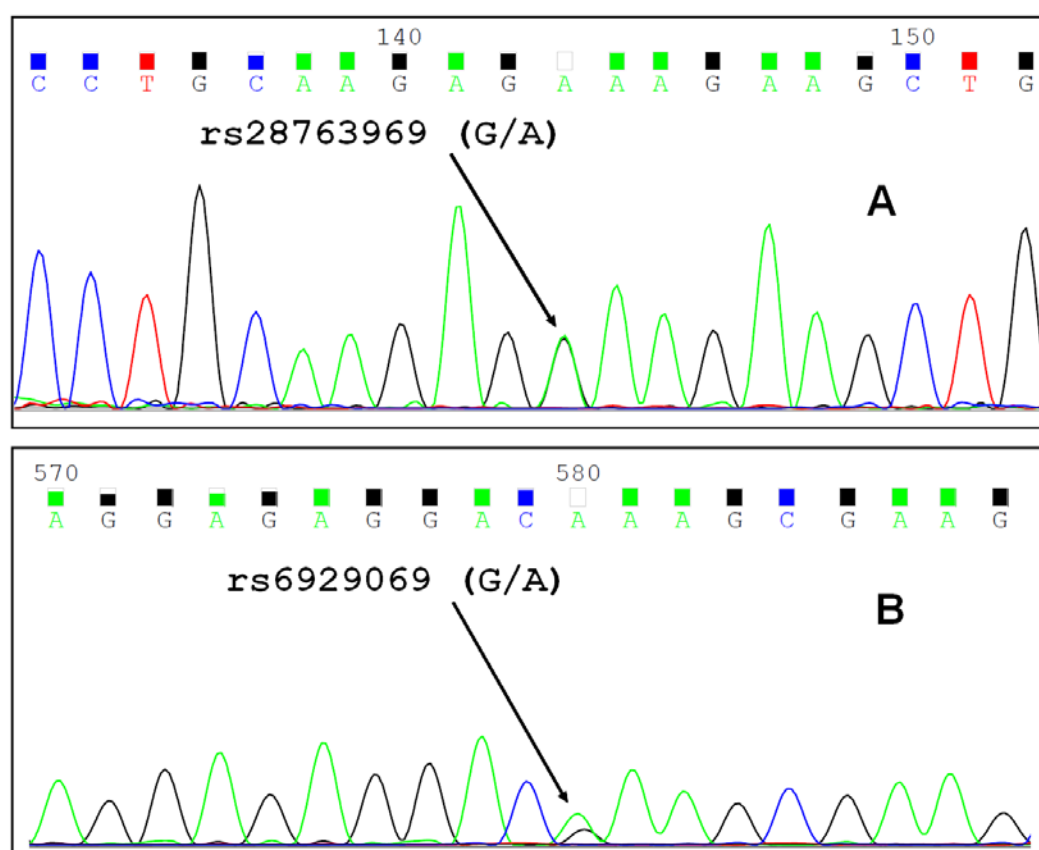 140 150
C C T G C A A G A G A A A G A A G C T G
rs28763969 (G/A)
A
570 580
A G G A G A G G A C A A A G C G A A G
rs6929069 (G/A)
B